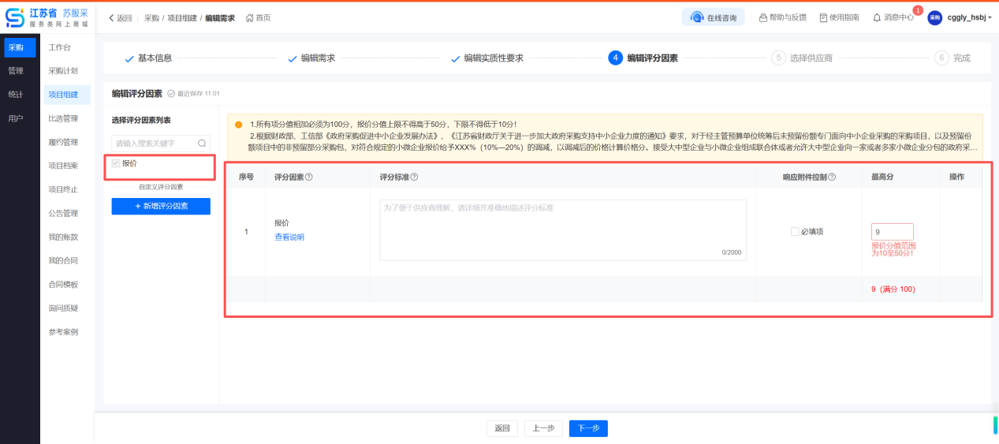 江苏省 苏服采
服务类网上商城
返回 采购 / 项目组建 / 编辑需求 首页
在线咨询 帮助与反馈 使用指南 消息中心 1 采购 cggly_hsbj
采购
管理
统计
用户
工作台
采购计划
项目组建
比选管理
履约管理
项目档案
项目终止
公告管理
我的账款
我的合同
合同模板
询问质疑
参考案例
基本信息 编辑需求 编辑实质性要求 4 编辑评分因素 5 选择供应商 6 完成
编辑评分因素 最近保存 11:01
选择评分因素列表
请输入搜索关键字
报价
自定义评分因素
+ 新增评分因素
1.所有项分值相加必须为100分，报价分值上限不得高于50分，下限不得低于10分！
2.根据财政部、工信部《政府采购促进中小企业发展办法》、《江苏省财政厅关于进一步加大政府采购支持中小企业力度的通知》要求，对于经主管预算单位统筹后未预留份额专门面向中小企业采购的采购项目，以及预留份
额项目中的非预留部分采购包，对符合规定的小微企业报价给予XXX%（10%—20%）的调减，以调减后的价格计算价格分。接受大中型企业与小微企业组成联合体或者允许大中型企业向一家或者多家小微企业分包的政府采...
序号 评分因素 评分标准 响应附件控制 最高分 操作
1 报价
查看说明
为了便于供应商理解，请详细并准确地描述评分标准
0/2000
必填项
9
报价分值范围
为10至50分！
9（满分 100）
返回 上一步 下一步